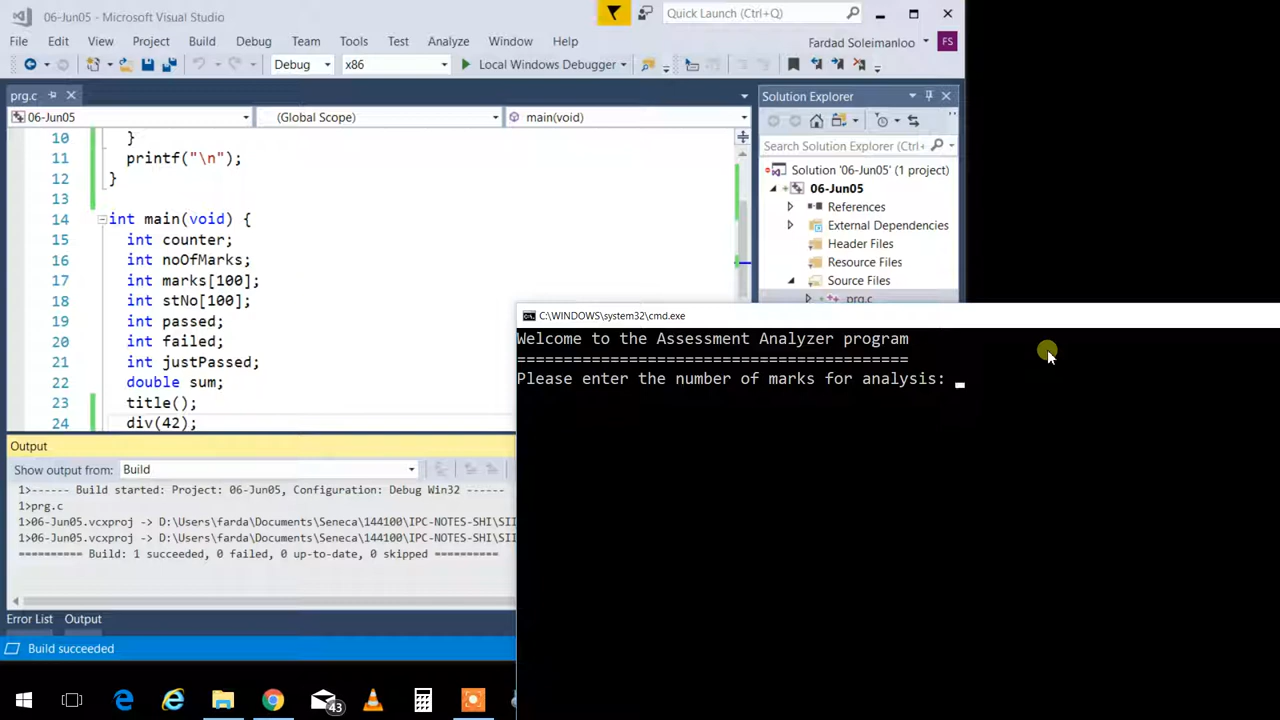 06-Jun05 - Microsoft Visual Studio
Quick Launch (Ctrl+Q)
File Edit View Project Build Debug Team Tools Test Analyze Window Help
Fardad Soleimanloo FS
Debug x86 Local Windows Debugger
prg.c
06-Jun05 (Global Scope) main(void)
10 }
11 printf("\n");
12 }
13
14 int main(void) {
15 int counter;
16 int noOfMarks;
17 int marks[100];
18 int stNo[100];
19 int passed;
20 int failed;
21 int justPassed;
22 double sum;
23 title();
24 div(42);
Solution Explorer
Search Solution Explorer (Ctrl+
Solution '06-Jun05' (1 project)
06-Jun05
References
External Dependencies
Header Files
Resource Files
Source Files
prg.c
C:\WINDOWS\system32\cmd.exe
Welcome to the Assessment Analyzer program
==========================================
Please enter the number of marks for analysis:
Output
Show output from: Build
1>------ Build started: Project: 06-Jun05, Configuration: Debug Win32 ------
1>prg.c
1>06-Jun05.vcxproj -> D:\Users\farda\Documents\Seneca\144100\IPC-NOTES-SHI\SII
1>06-Jun05.vcxproj -> D:\Users\farda\Documents\Seneca\144100\IPC-NOTES-SHI\SII
========== Build: 1 succeeded, 0 failed, 0 up-to-date, 0 skipped ==========
Error List Output
Build succeeded
43